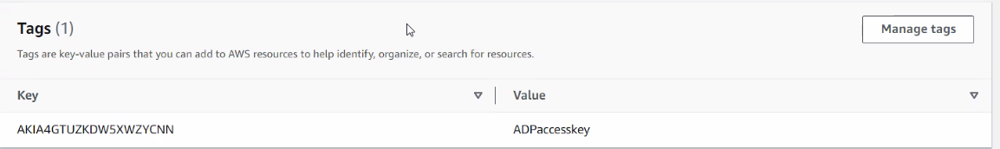 Tags (1)
Manage tags
Tags are key-value pairs that you can add to AWS resources to help identify, organize, or search for resources.
Key
Value
AKIA4GTUZKDW5XWZYCNN
ADPaccesskey